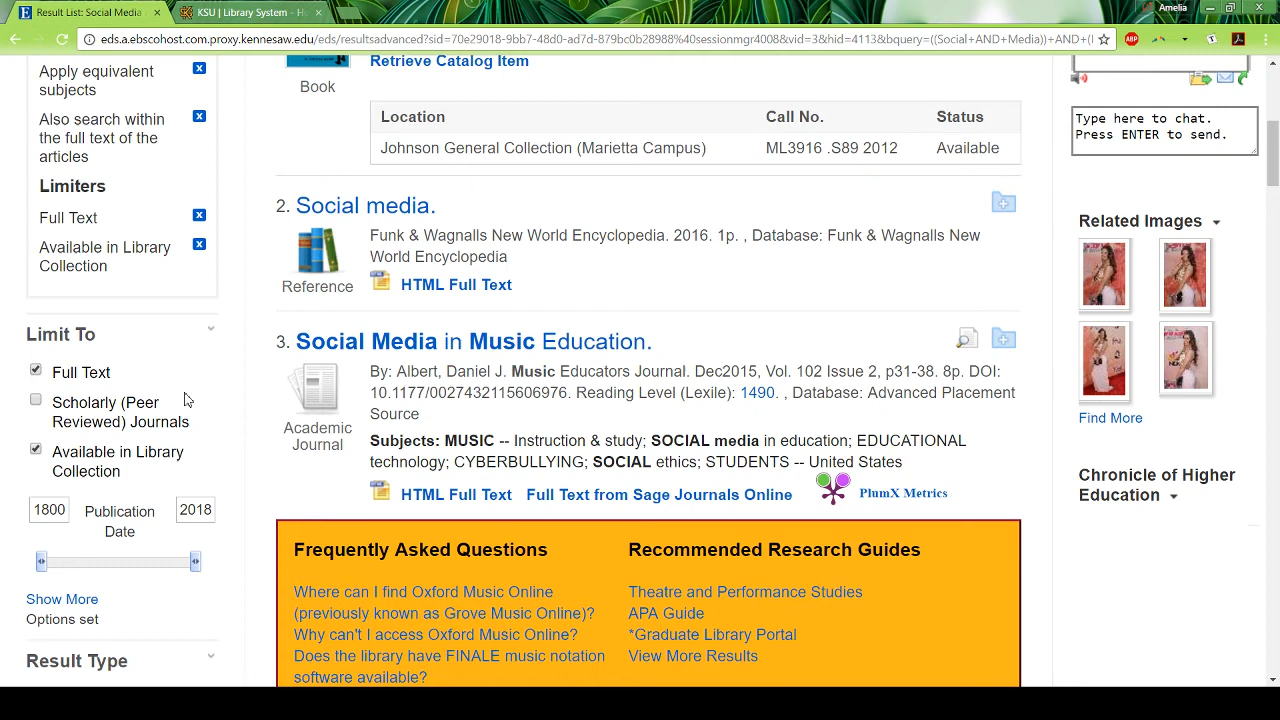 Result List: Social Media
KSU | Library System - H
Amelia
eds.a.ebscohost.com.proxy.kennesaw.edu/eds/resultsadvanced?sid=70e29018-9bb7-48d0-ad7d-879bc0b28988%40sessionmgr4008&vid=3&hid=4113&bquery=((Social+AND+Media))+AND+(
ABP
Apply equivalent
subjects
Also search within
the full text of the
articles
Limiters
Full Text
Available in Library
Collection
Limit To
Full Text
Scholarly (Peer
Reviewed) Journals
Available in Library
Collection
1800
Publication
Date
2018
Show More
Options set
Result Type
Book
Retrieve Catalog Item
Location Call No. Status
Johnson General Collection (Marietta Campus) ML3916 .S89 2012 Available
2. Social media.
Reference
Funk & Wagnalls New World Encyclopedia. 2016. 1p. , Database: Funk & Wagnalls New
World Encyclopedia
HTML Full Text
3. Social Media in Music Education.
Academic
Journal
By: Albert, Daniel J. Music Educators Journal. Dec2015, Vol. 102 Issue 2, p31-38. 8p. DOI:
10.1177/0027432115606976. Reading Level (Lexile): 1490. , Database: Advanced Placement
Source
Subjects: MUSIC -- Instruction & study; SOCIAL media in education; EDUCATIONAL
technology; CYBERBULLYING; SOCIAL ethics; STUDENTS -- United States
HTML Full Text Full Text from Sage Journals Online PlumX Metrics
Frequently Asked Questions
Where can I find Oxford Music Online
(previously known as Grove Music Online)?
Why can't I access Oxford Music Online?
Does the library have FINALE music notation
software available?
Recommended Research Guides
Theatre and Performance Studies
APA Guide
*Graduate Library Portal
View More Results
Type here to chat.
Press ENTER to send.
Related Images
Find More
Chronicle of Higher
Education